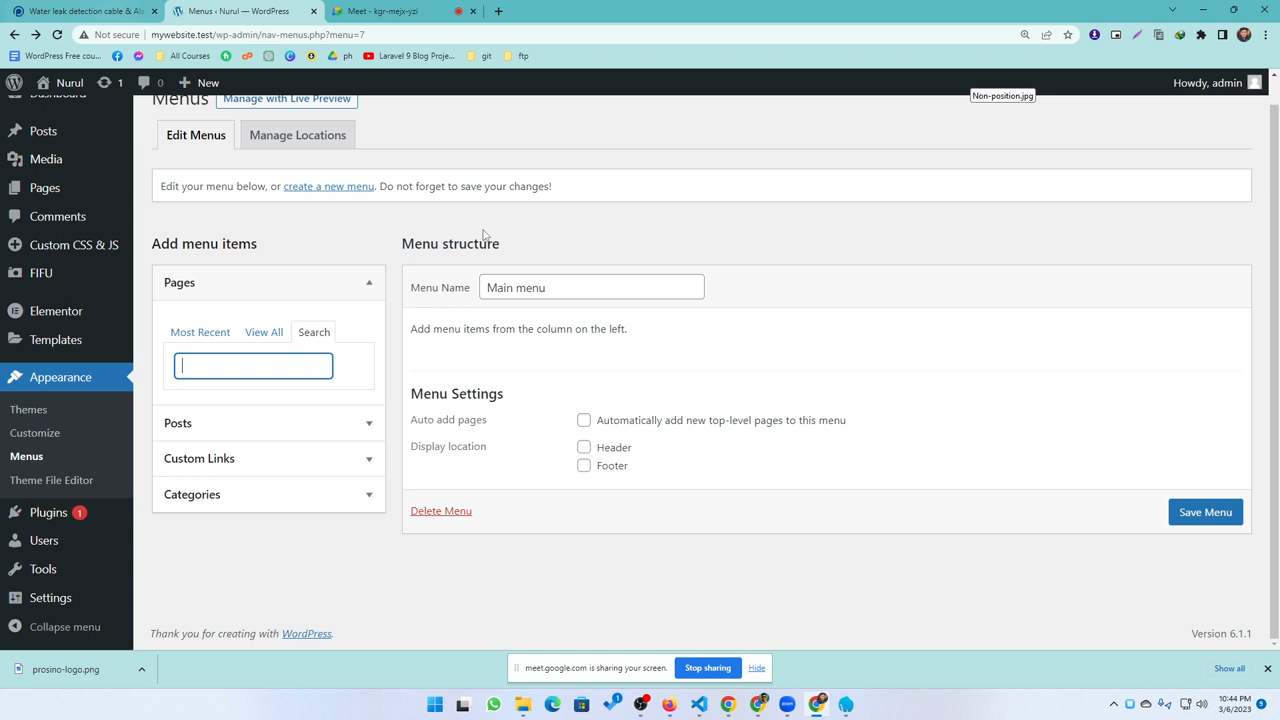 Water leak detection cable & Ala
Menus ‹ Nurul — WordPress
Meet - kgr-mejx-yzi
Not secure
mywebsite.test/wp-admin/nav-menus.php?menu=7
WordPress Free cou...
All Courses
ph
Laravel 9 Blog Projec...
git
ftp
Nurul
1
0
New
Howdy, admin
Non-position.jpg
Dashboard
Posts
Media
Pages
Comments
Custom CSS & JS
FIFU
Elementor
Templates
Appearance
Themes
Customize
Menus
Theme File Editor
Plugins 1
Users
Tools
Settings
Collapse menu
Menus
Manage with Live Preview
Edit Menus
Manage Locations
Edit your menu below, or create a new menu. Do not forget to save your changes!
Add menu items
Pages
Most Recent
View All
Search
Posts
Custom Links
Categories
Menu structure
Menu Name
Main menu
Add menu items from the column on the left.
Menu Settings
Auto add pages
Automatically add new top-level pages to this menu
Display location
Header
Footer
Delete Menu
Save Menu
Thank you for creating with WordPress.
Version 6.1.1
prosino-logo.png
meet.google.com is sharing your screen.
Stop sharing
Hide
Show all
1
zoom
10:44 PM
3/6/2023